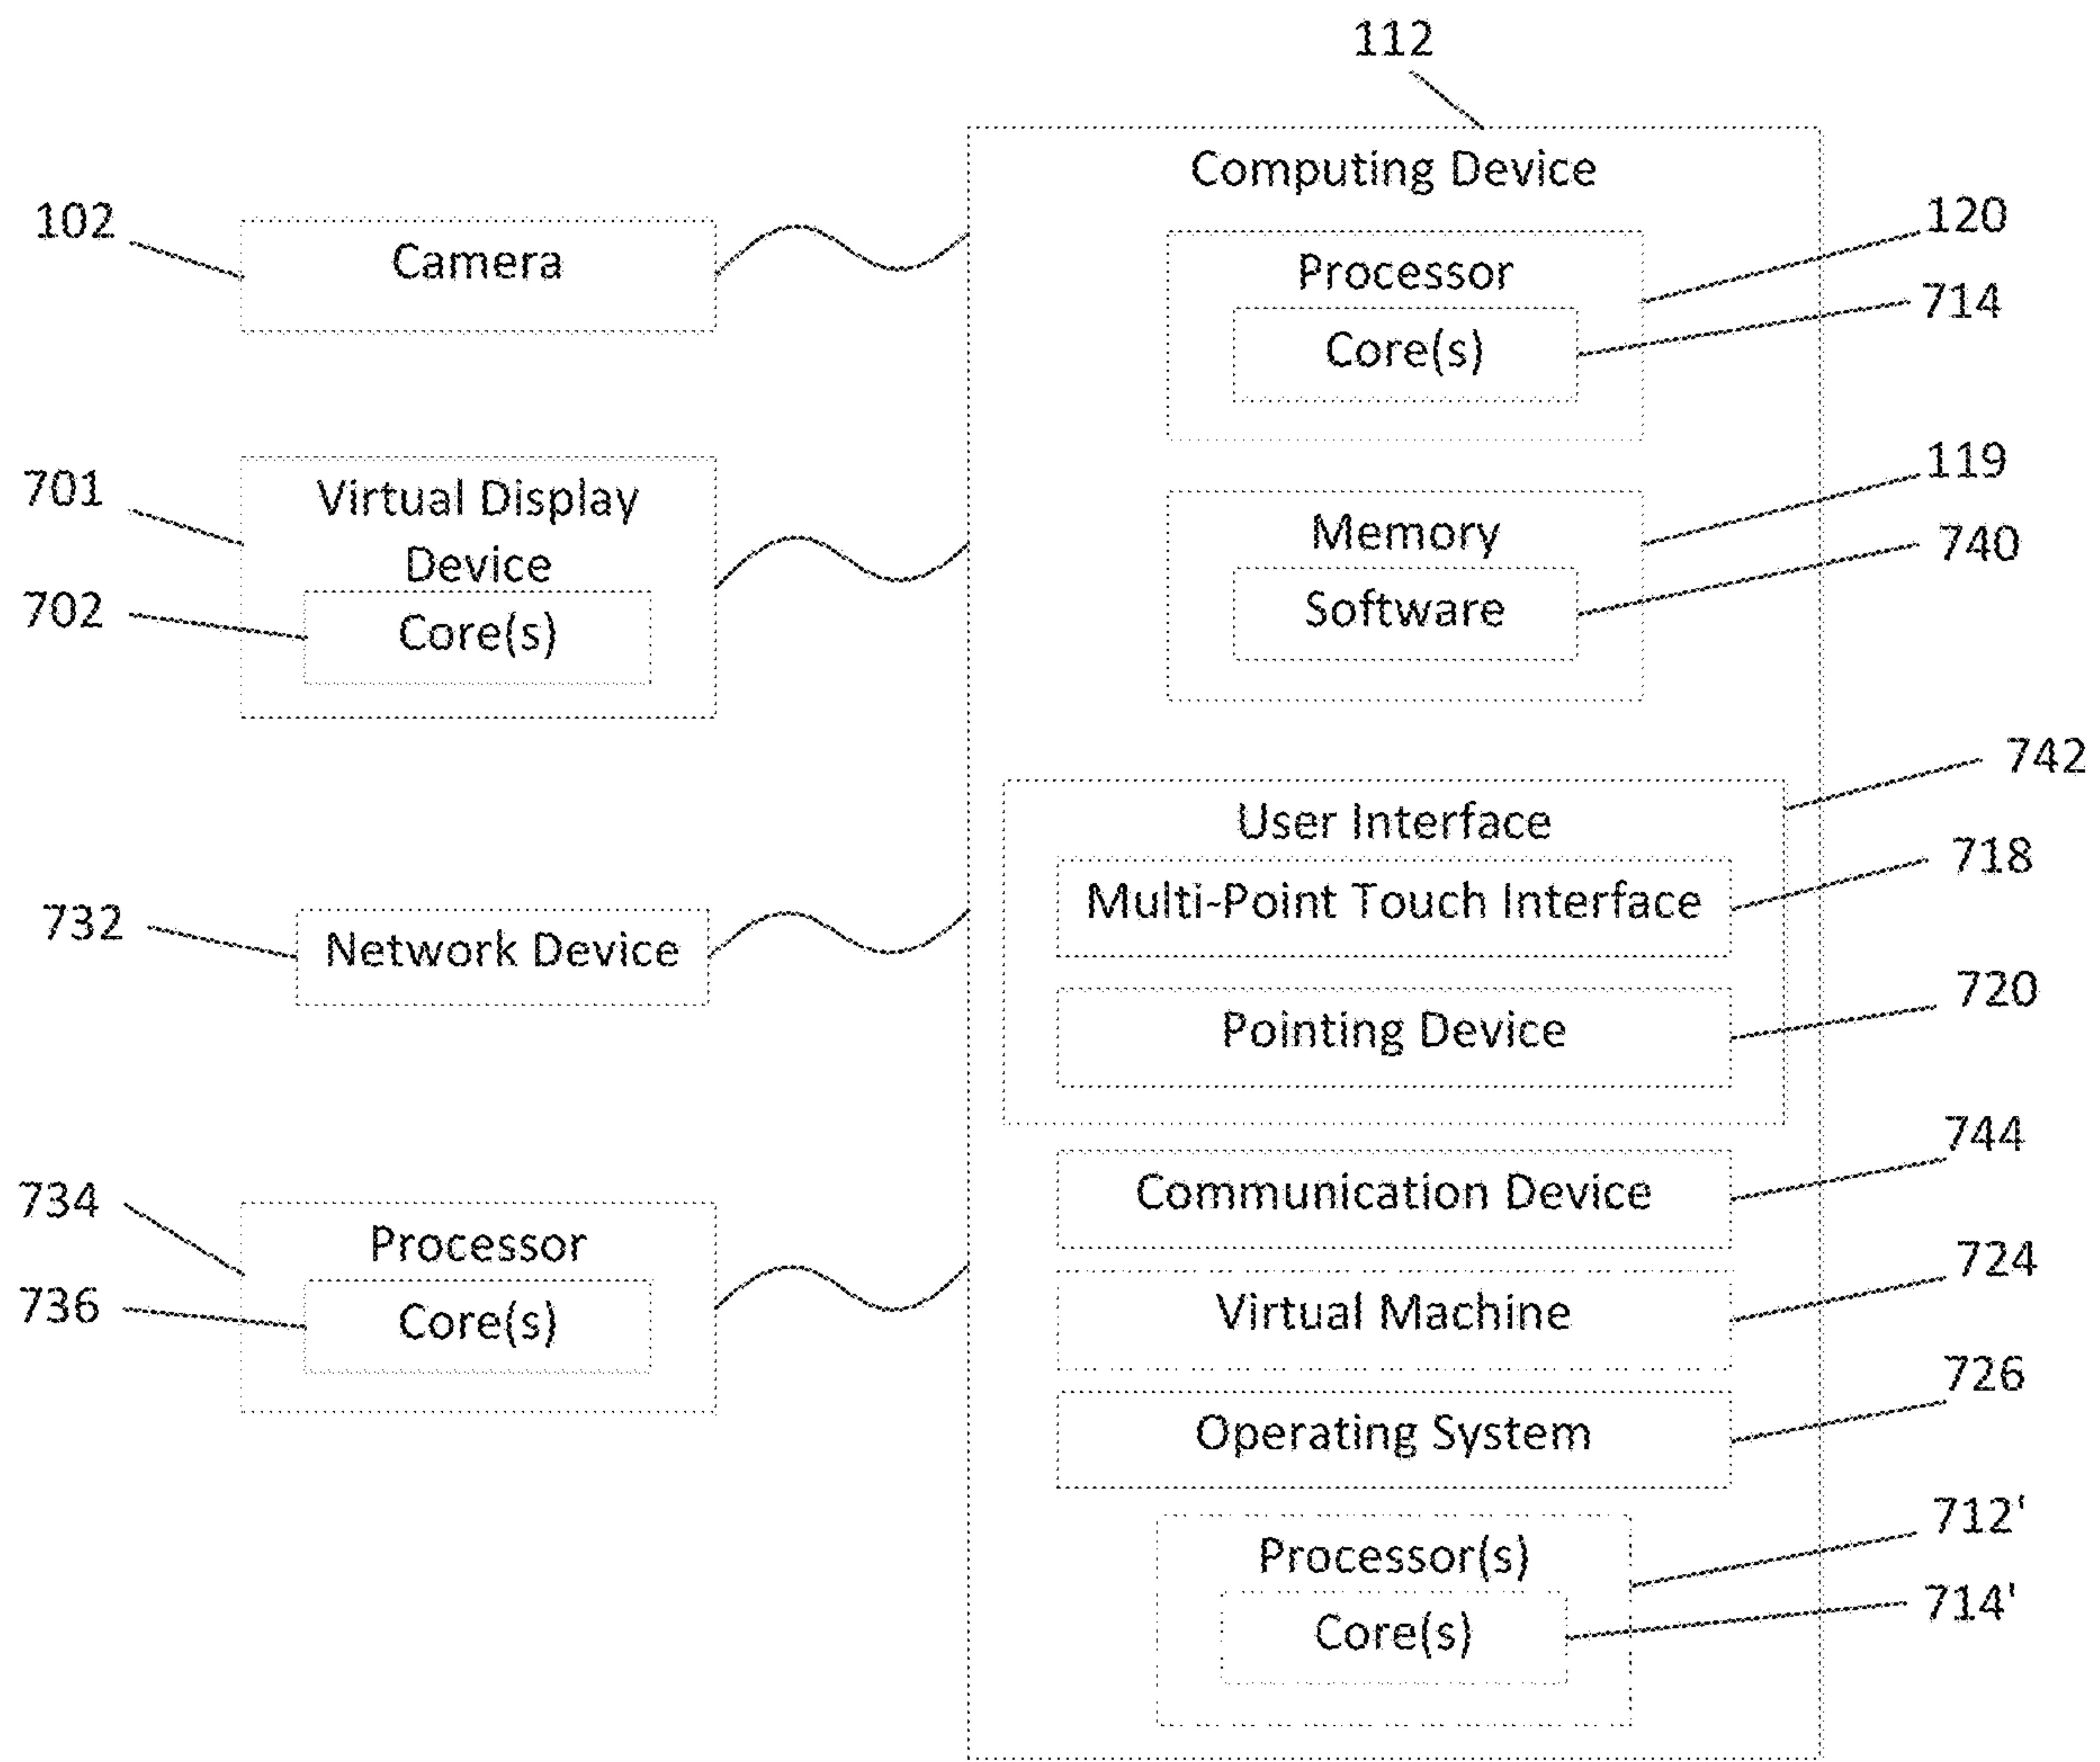 112
Computing Device
102
Camera
120
Processor
714
Core(s)
701
Virtual Display
Device
702
Core(s)
119
Memory
740
Software
742
User Interface
718
Multi-Point Touch Interface
732
Network Device
720
Pointing Device
744
Communication Device
734
Processor
736
Core(s)
724
Virtual Machine
726
Operating System
712'
Processor(s)
714'
Core(s)